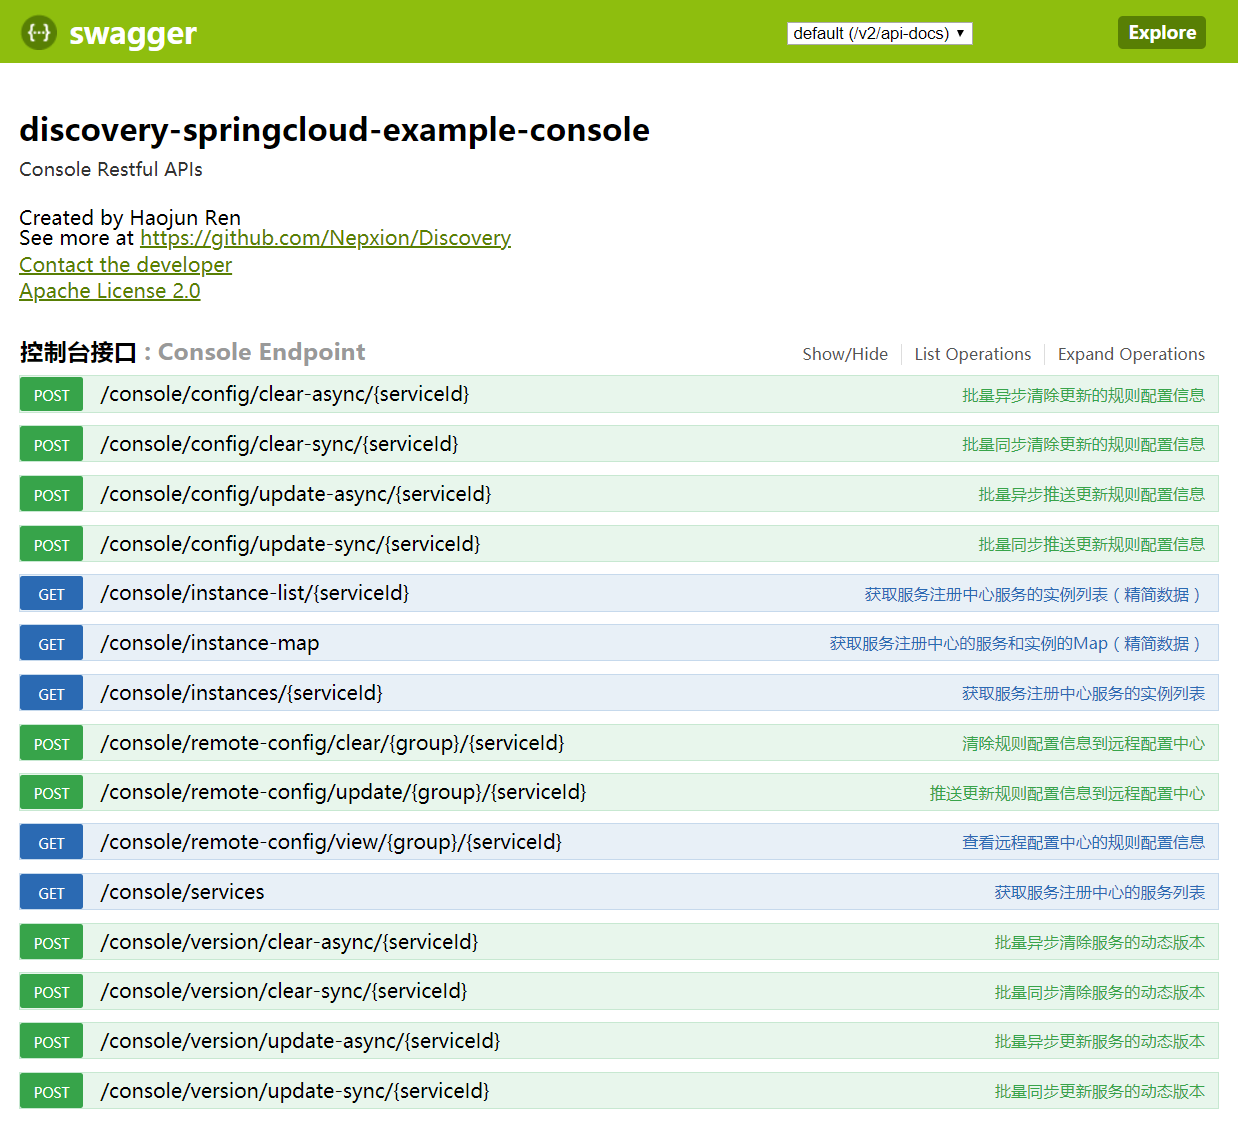 {···} swagger default (/v2/api-docs) ▼ Explore
discovery-springcloud-example-console
Console Restful APIs
Created by Haojun Ren
See more at https://github.com/Nepxion/Discovery
Contact the developer
Apache License 2.0
控制台接口 : Console Endpoint Show/Hide List Operations Expand Operations
POST /console/config/clear-async/{serviceId} 批量异步清除更新的规则配置信息
POST /console/config/clear-sync/{serviceId} 批量同步清除更新的规则配置信息
POST /console/config/update-async/{serviceId} 批量异步推送更新规则配置信息
POST /console/config/update-sync/{serviceId} 批量同步推送更新规则配置信息
GET /console/instance-list/{serviceId} 获取服务注册中心服务的实例列表（精简数据）
GET /console/instance-map 获取服务注册中心的服务和实例的Map（精简数据）
GET /console/instances/{serviceId} 获取服务注册中心服务的实例列表
POST /console/remote-config/clear/{group}/{serviceId} 清除规则配置信息到远程配置中心
POST /console/remote-config/update/{group}/{serviceId} 推送更新规则配置信息到远程配置中心
GET /console/remote-config/view/{group}/{serviceId} 查看远程配置中心的规则配置信息
GET /console/services 获取服务注册中心的服务列表
POST /console/version/clear-async/{serviceId} 批量异步清除服务的动态版本
POST /console/version/clear-sync/{serviceId} 批量同步清除服务的动态版本
POST /console/version/update-async/{serviceId} 批量异步更新服务的动态版本
POST /console/version/update-sync/{serviceId} 批量同步更新服务的动态版本